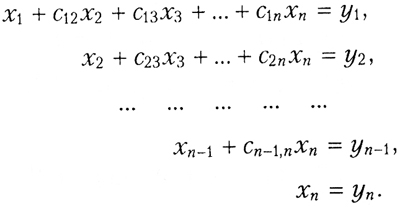 x₁ + c₁₂x₂ + c₁₃x₃ + ... + c₁ₙxₙ = y₁,
x₂ + c₂₃x₃ + ... + c₂ₙxₙ = y₂,
... ... ... ... ...
xₙ₋₁ + cₙ₋₁,ₙxₙ = yₙ₋₁,
xₙ = yₙ.